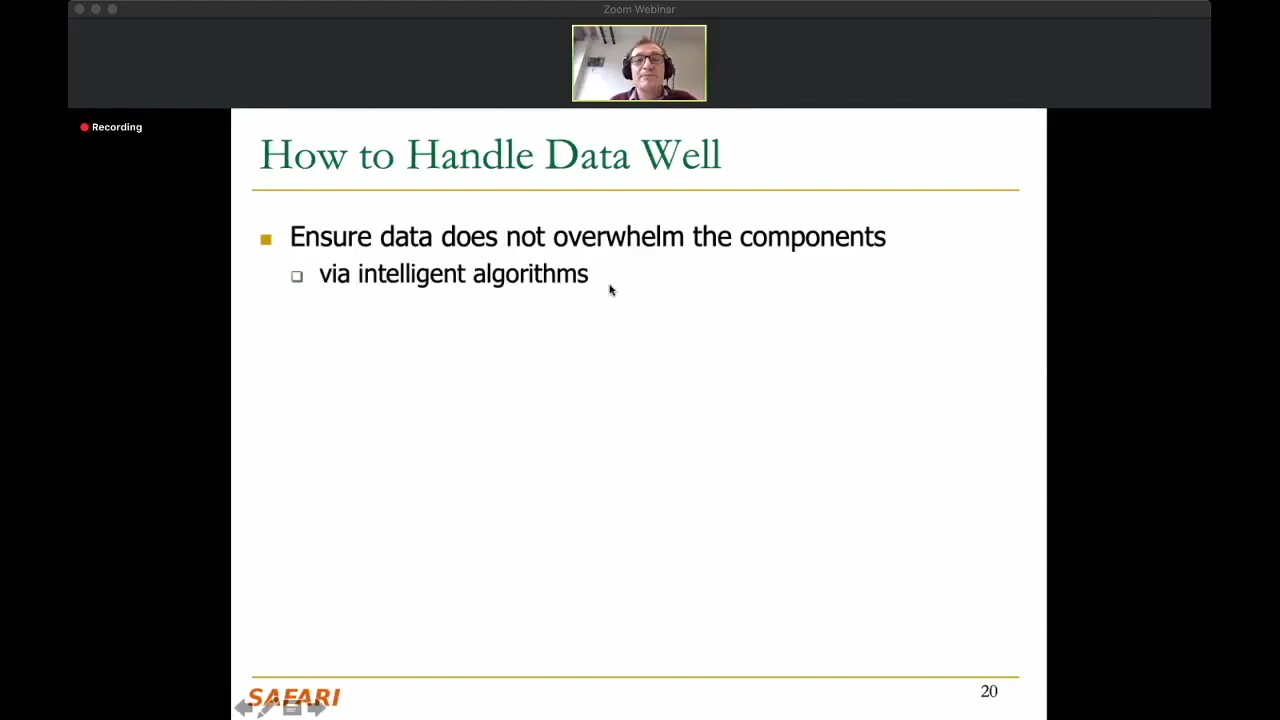 Zoom Webinar
Recording
How to Handle Data Well
Ensure data does not overwhelm the components
via intelligent algorithms
SAFARI
20